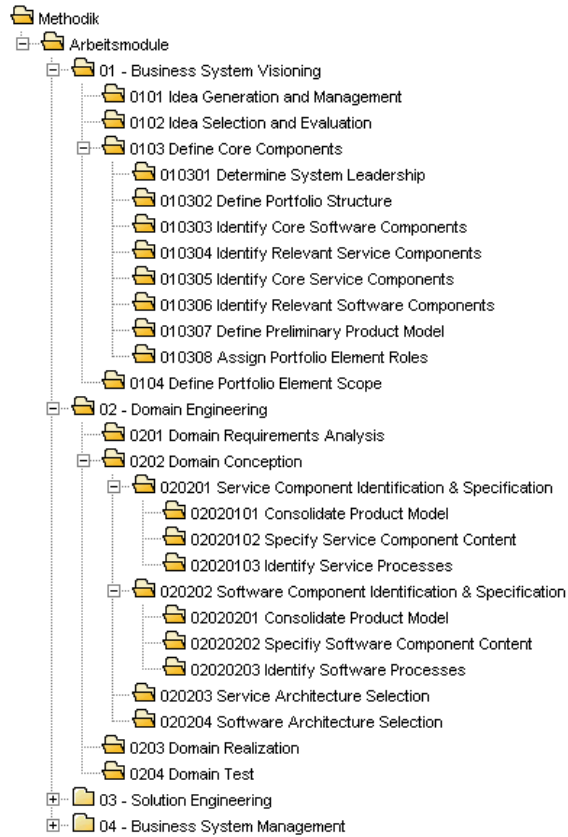 Methodik
Arbeitsmodule
01 - Business System Visioning
0101 Idea Generation and Management
0102 Idea Selection and Evaluation
0103 Define Core Components
010301 Determine System Leadership
010302 Define Portfolio Structure
010303 Identify Core Software Components
010304 Identify Relevant Service Components
010305 Identify Core Service Components
010306 Identify Relevant Software Components
010307 Define Preliminary Product Model
010308 Assign Portfolio Element Roles
0104 Define Portfolio Element Scope
02 - Domain Engineering
0201 Domain Requirements Analysis
0202 Domain Conception
020201 Service Component Identification & Specification
02020101 Consolidate Product Model
02020102 Specify Service Component Content
02020103 Identify Service Processes
020202 Software Component Identification & Specification
02020201 Consolidate Product Model
02020202 Specifiy Software Component Content
02020203 Identify Software Processes
020203 Service Architecture Selection
020204 Software Architecture Selection
0203 Domain Realization
0204 Domain Test
03 - Solution Engineering
04 - Business System Management